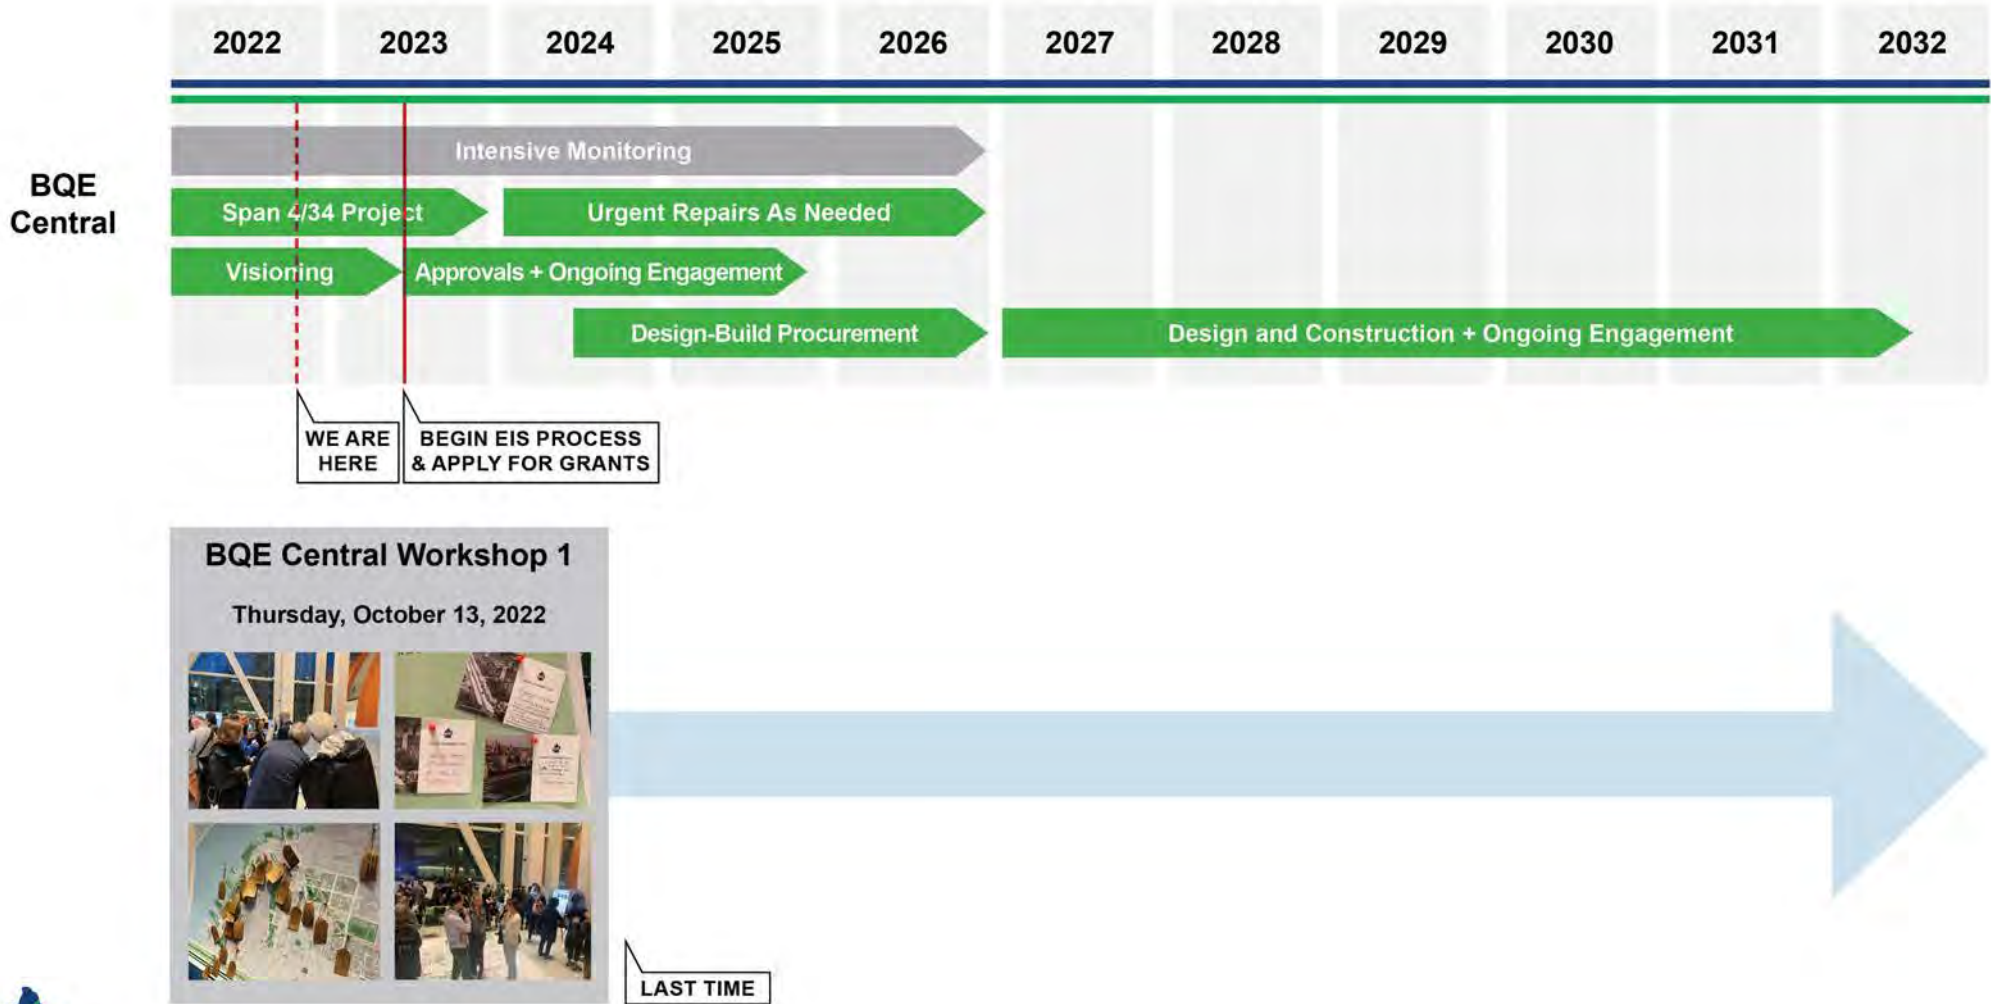 2022 2023 2024 2025 2026 2027 2028 2029 2030 2031 2032
BQE
Central
Intensive Monitoring
Span 4/34 Project
Urgent Repairs As Needed
Visioning
Approvals + Ongoing Engagement
Design-Build Procurement
Design and Construction + Ongoing Engagement
WE ARE
HERE
BEGIN EIS PROCESS
& APPLY FOR GRANTS
BQE Central Workshop 1
Thursday, October 13, 2022
LAST TIME